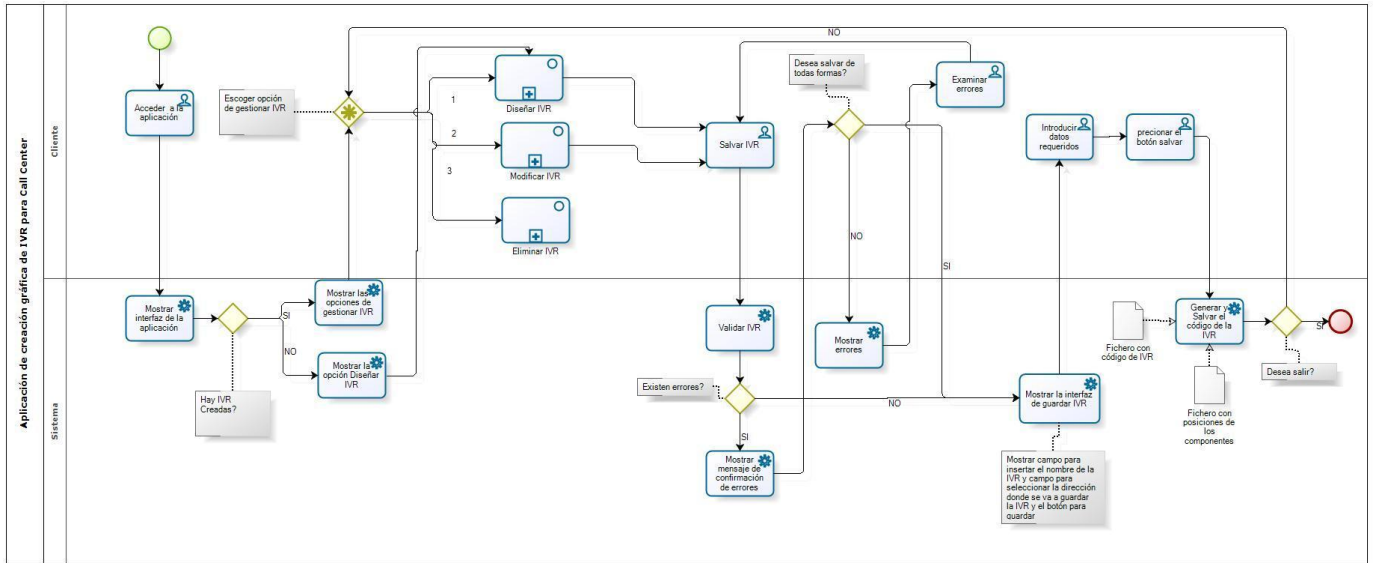 Aplicación de creación gráfica de IVR para Call Center
Cliente
Acceder a la
aplicación
Escoger opción
de gestionar IVR
1
2
3
Diseñar IVR
Modificar IVR
Eliminar IVR
Salvar IVR
Desea salvar de
todas formas?
NO
SI
Examinar
errores
NO
Introducir
datos
requeridos
precionar el
botón salvar
Sistema
Mostrar
interfaz de la
aplicación
Hay IVR
Creadas?
SI
NO
Mostrar las
opciones de
gestionar IVR
Mostrar la
opción Diseñar
IVR
Validar IVR
Existen errores?
NO
SI
Mostrar
mensaje de
confirmación
de errores
Mostrar
errores
Mostrar la interfaz
de guardar IVR
Mostrar campo para
insertar el nombre de la
IVR y campo para
seleccionar la dirección
donde se va a guardar
la IVR y el botón para
guardar
Fichero con
código de IVR
Generar y
Salvar el
código de la
IVR
Fichero con
posiciones de
los
componentes
Desea salir?
SI